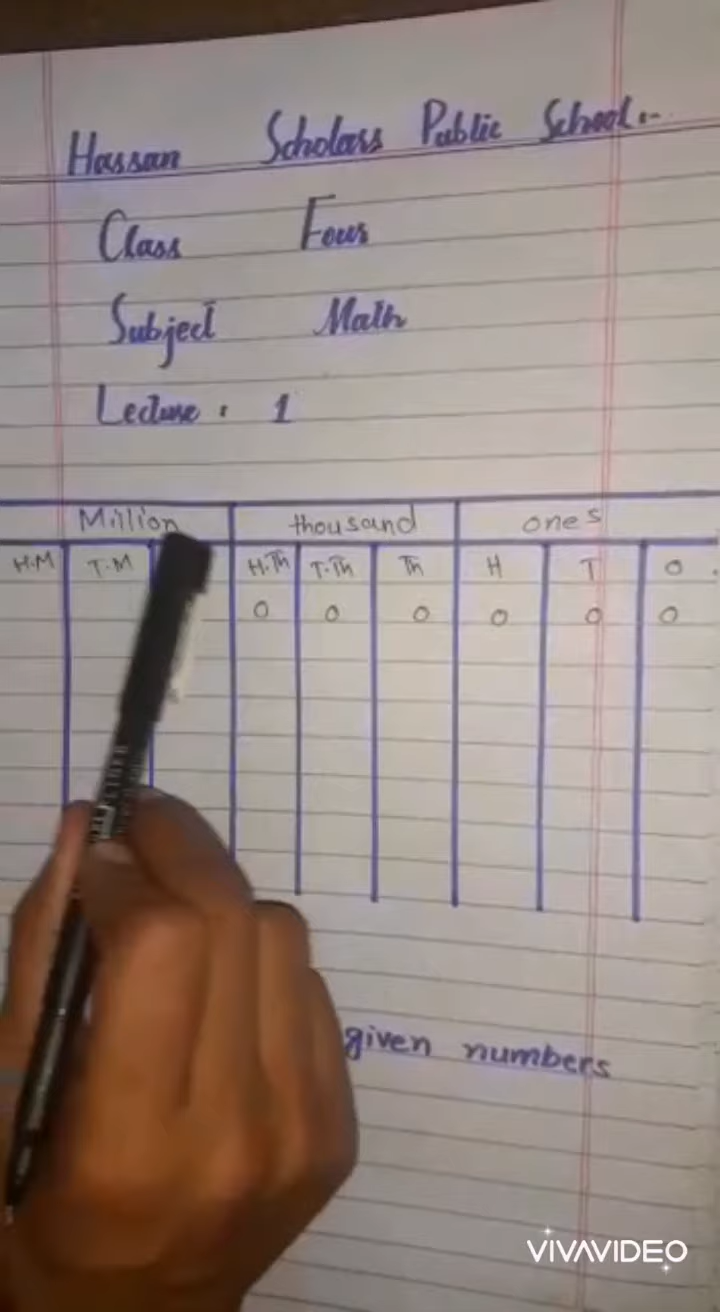 Hassan Scholars Public School..
Class Four
Subject Math
Lecture : 1
Million thousand ones
H.M T.M H.Th T.Th Th H T O
0 0 0 0 0 0
given numbers
VIVAVIDEO